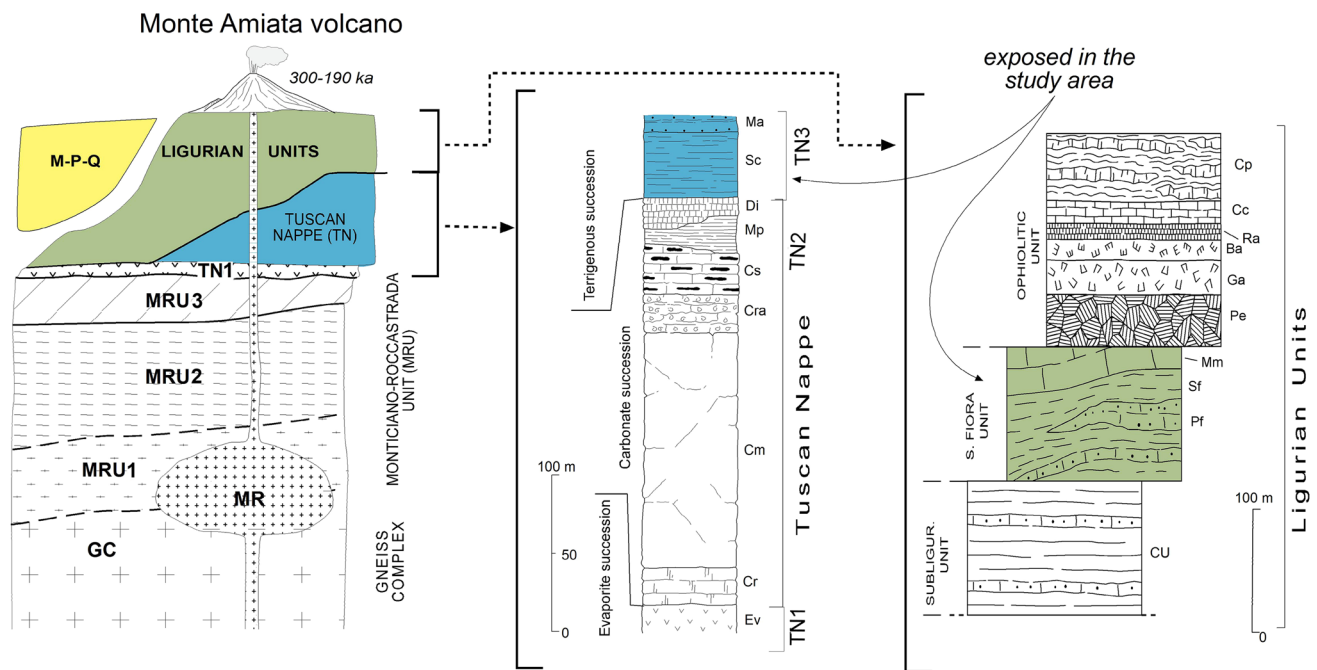 Monte Amiata volcano
300-190 ka
M-P-Q
LIGURIAN UNITS
TUSCAN
NAPPE (TN)
TN1
MRU3
MRU2
MRU1
MR
GC
MONTICIANO-ROCCASTRADA
UNIT (MRU)
GNEISS
COMPLEX
Terrigenous succession
Carbonate succession
Evaporite succession
100 m
50
0
Ma
Sc
Di
Mp
Cs
Cra
Cm
Cr
Ev
TN3
TN2
TN1
Tuscan Nappe
exposed in the
study area
OPHIOLITIC
UNIT
S. FIORA
UNIT
SUBLIGUR.
UNIT
Cp
Cc
Ra
Ba
Ga
Pe
Mm
Sf
Pf
CU
100 m
0
Ligurian Units